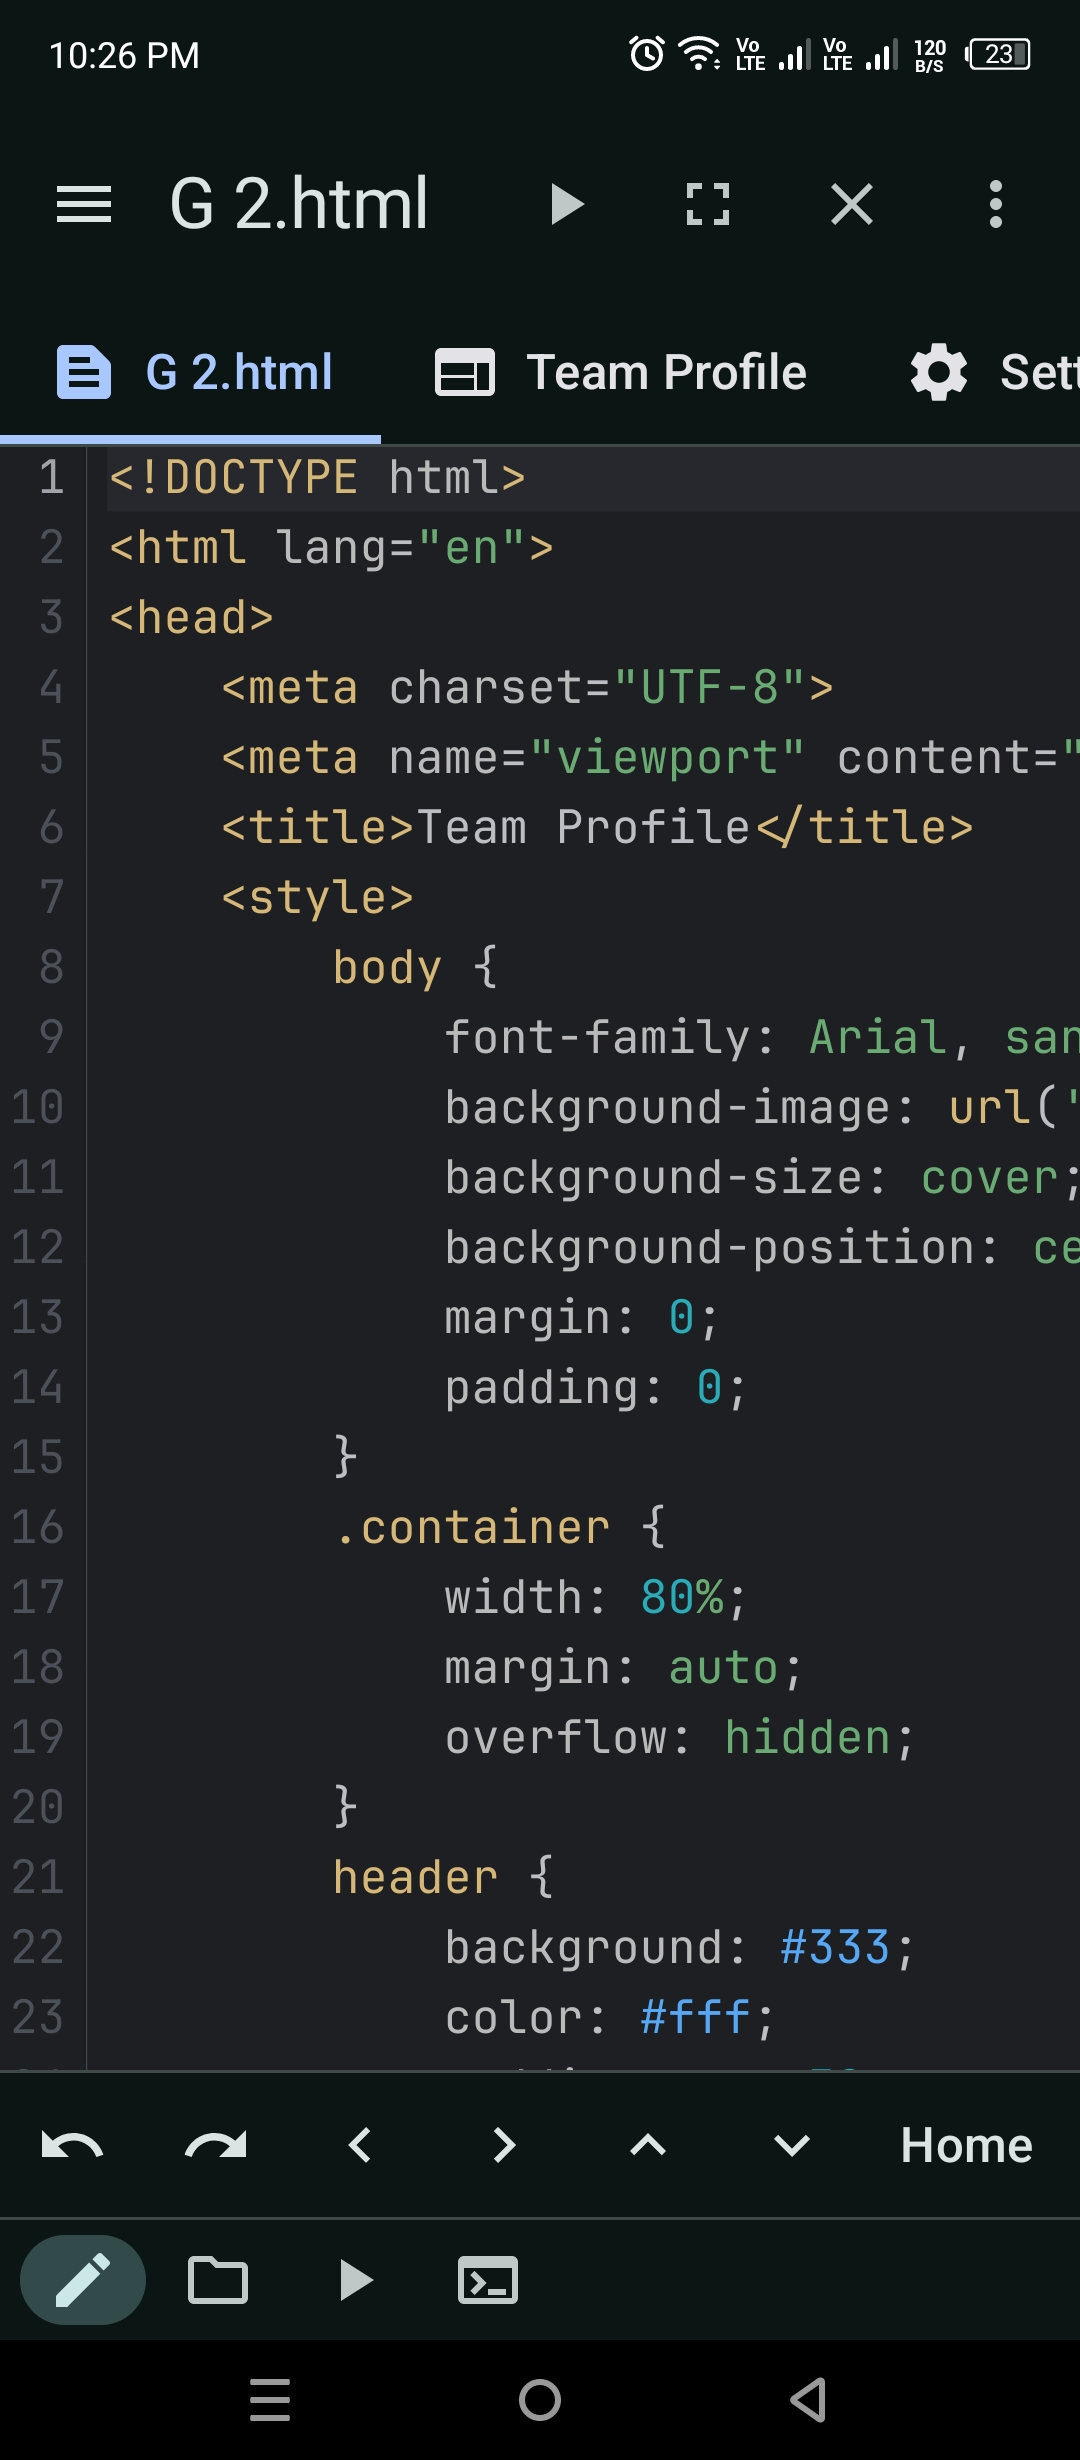 10:26 PM
Vo LTE Vo LTE 120 B/S 23
G 2.html
G 2.html Team Profile
1 <!DOCTYPE html>
2 <html lang="en">
3 <head>
4 <meta charset="UTF-8">
5 <meta name="viewport" content="
6 <title>Team Profile</title>
7 <style>
8 body {
9 font-family: Arial, san
10 background-image: url('
11 background-size: cover;
12 background-position: ce
13 margin: 0;
14 padding: 0;
15 }
16 .container {
17 width: 80%;
18 margin: auto;
19 overflow: hidden;
20 }
21 header {
22 background: #333;
23 color: #fff;
Home